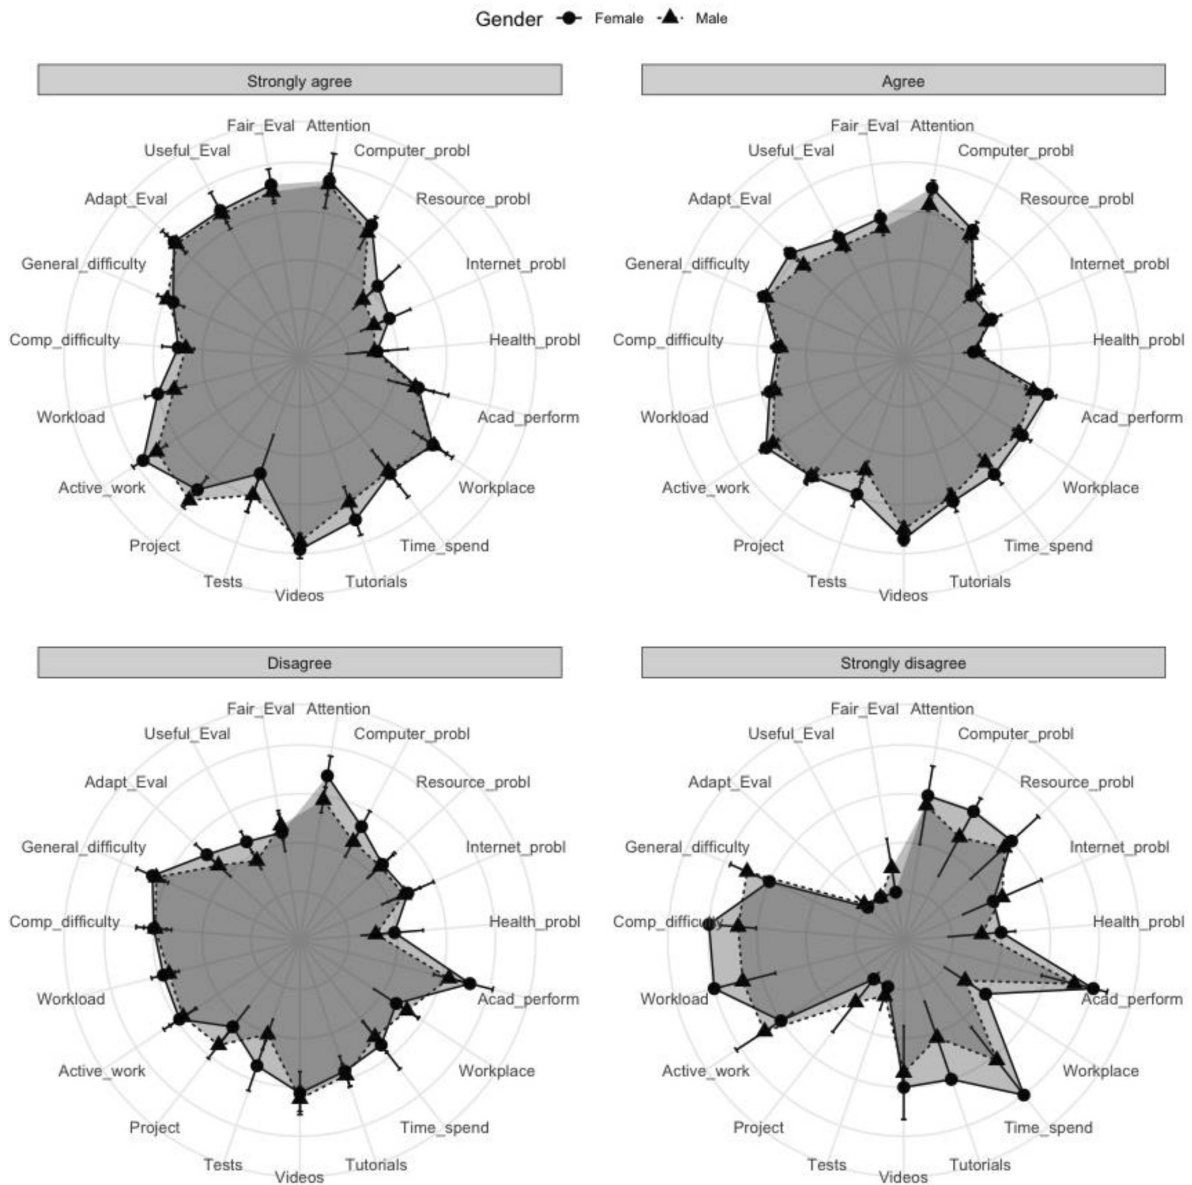 Gender Female Male
Strongly agree
Fair_Eval Attention
Useful_Eval Computer_probl
Adapt_Eval Resource_probl
General_difficulty Internet_probl
Comp_difficulty Health_probl
Workload Acad_perform
Active_work Workplace
Project Time_spend
Tests Tutorials
Videos
Agree
Fair_Eval Attention
Useful_Eval Computer_probl
Adapt_Eval Resource_probl
General_difficulty Internet_probl
Comp_difficulty Health_probl
Workload Acad_perform
Active_work Workplace
Project Time_spend
Tests Tutorials
Videos
Disagree
Fair_Eval Attention
Useful_Eval Computer_probl
Adapt_Eval Resource_probl
General_difficulty Internet_probl
Comp_difficulty Health_probl
Workload Acad_perform
Active_work Workplace
Project Time_spend
Tests Tutorials
Videos
Strongly disagree
Fair_Eval Attention
Useful_Eval Computer_probl
Adapt_Eval Resource_probl
General_difficulty Internet_probl
Comp_difficulty Health_probl
Workload Acad_perform
Active_work Workplace
Project Time_spend
Tests Tutorials
Videos